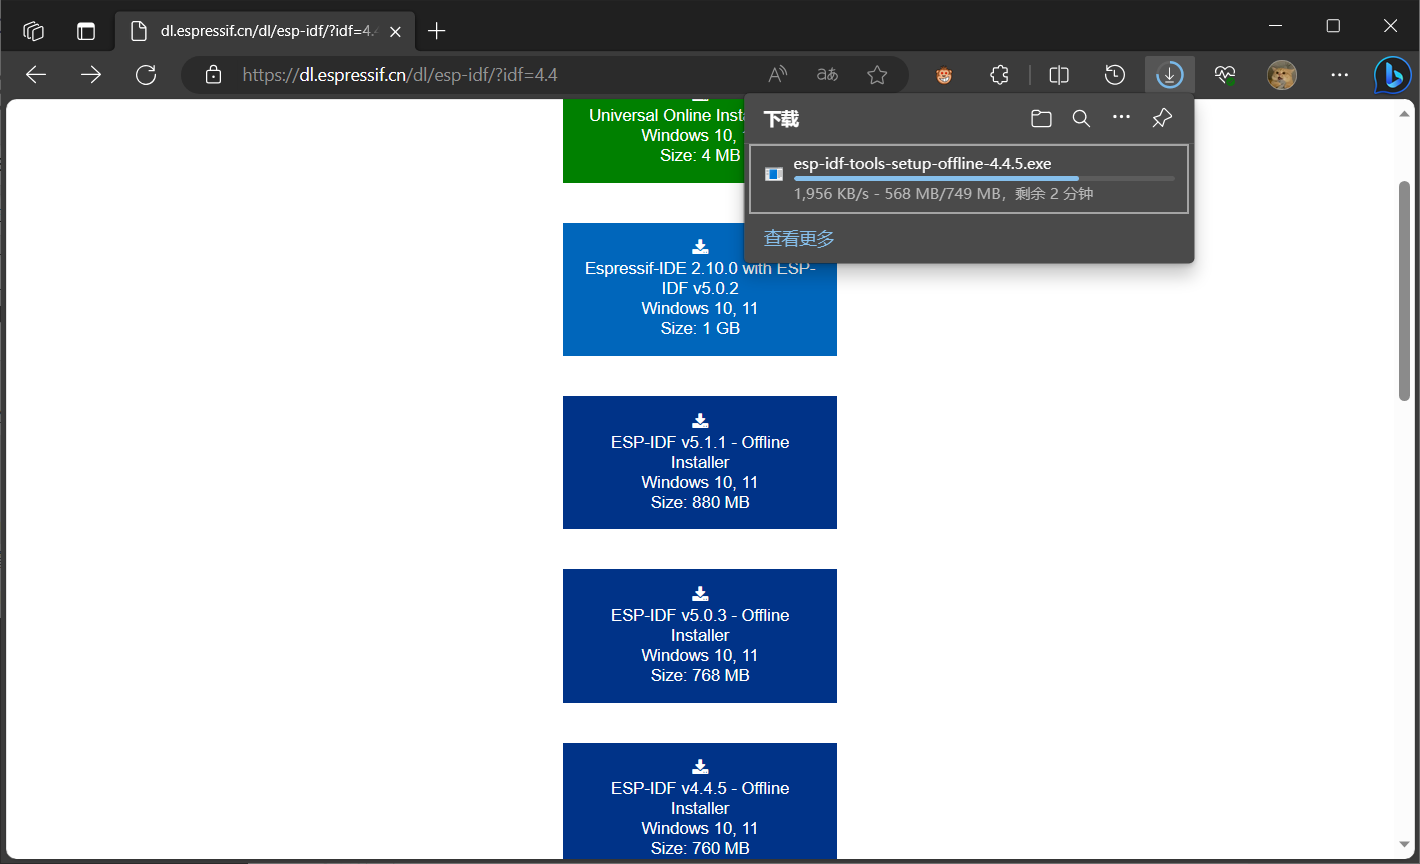 dl.espressif.cn/dl/esp-idf/?idf=4.4
https://dl.espressif.cn/dl/esp-idf/?idf=4.4
下载
esp-idf-tools-setup-offline-4.4.5.exe
1,956 KB/s - 568 MB/749 MB，剩余 2 分钟
查看更多
Universal Online Insta
Windows 10,
Size: 4 MB
Espressif-IDE 2.10.0 with ESP-
IDF v5.0.2
Windows 10, 11
Size: 1 GB
ESP-IDF v5.1.1 - Offline
Installer
Windows 10, 11
Size: 880 MB
ESP-IDF v5.0.3 - Offline
Installer
Windows 10, 11
Size: 768 MB
ESP-IDF v4.4.5 - Offline
Installer
Windows 10, 11
Size: 760 MB